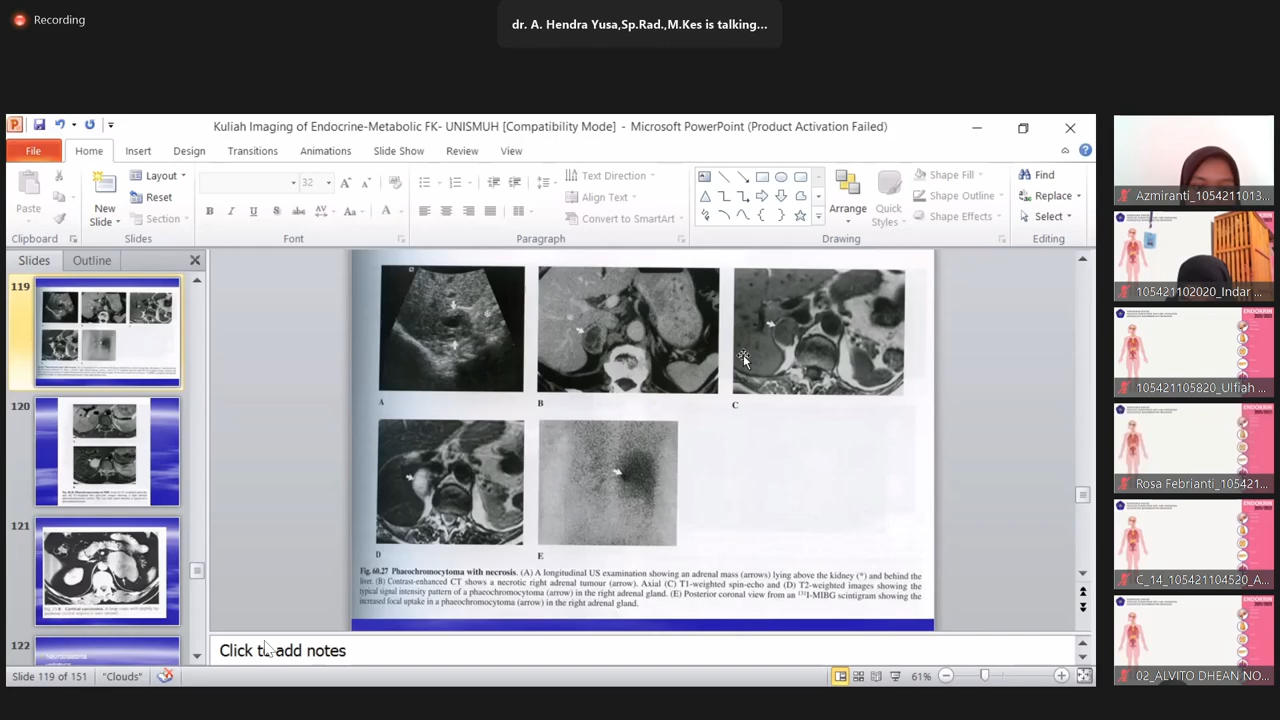 Recording
dr. A. Hendra Yusa,Sp.Rad.,M.Kes is talking...
Kuliah Imaging of Endocrine-Metabolic FK- UNISMUH [Compatibility Mode] - Microsoft PowerPoint (Product Activation Failed)
File Home Insert Design Transitions Animations Slide Show Review View
Paste
New Slide
Layout
Reset
Section
32
Text Direction
Align Text
Convert to SmartArt
Arrange
Quick Styles
Shape Fill
Shape Outline
Shape Effects
Find
Replace
Select
Clipboard Slides Font Paragraph Drawing Editing
Slides Outline
119
120
121
122
A
B
C
D
E
Fig. 60.27 Phaeochromocytoma with necrosis. (A) A longitudinal US examination showing an adrenal mass (arrows) lying above the kidney (*) and behind the
liver. (B) Contrast-enhanced CT shows a necrotic right adrenal tumour (arrow). Axial (C) T1-weighted spin-echo and (D) T2-weighted images showing the
typical signal intensity pattern of a phaeochromocytoma (arrow) in the right adrenal gland. (E) Posterior coronal view from an ¹³¹I-MIBG scintigram showing the
increased focal uptake in a phaeochromocytoma (arrow) in the right adrenal gland.
Click to add notes
Slide 119 of 151 "Clouds" 61%
Azmiranti_1054211013...
105421102020_Indar ...
105421105820_Ulfiah ...
Rosa Febrianti_105421...
C_14_105421104520_A...
02_ALVITO DHEAN NO...
ENDOKRIN